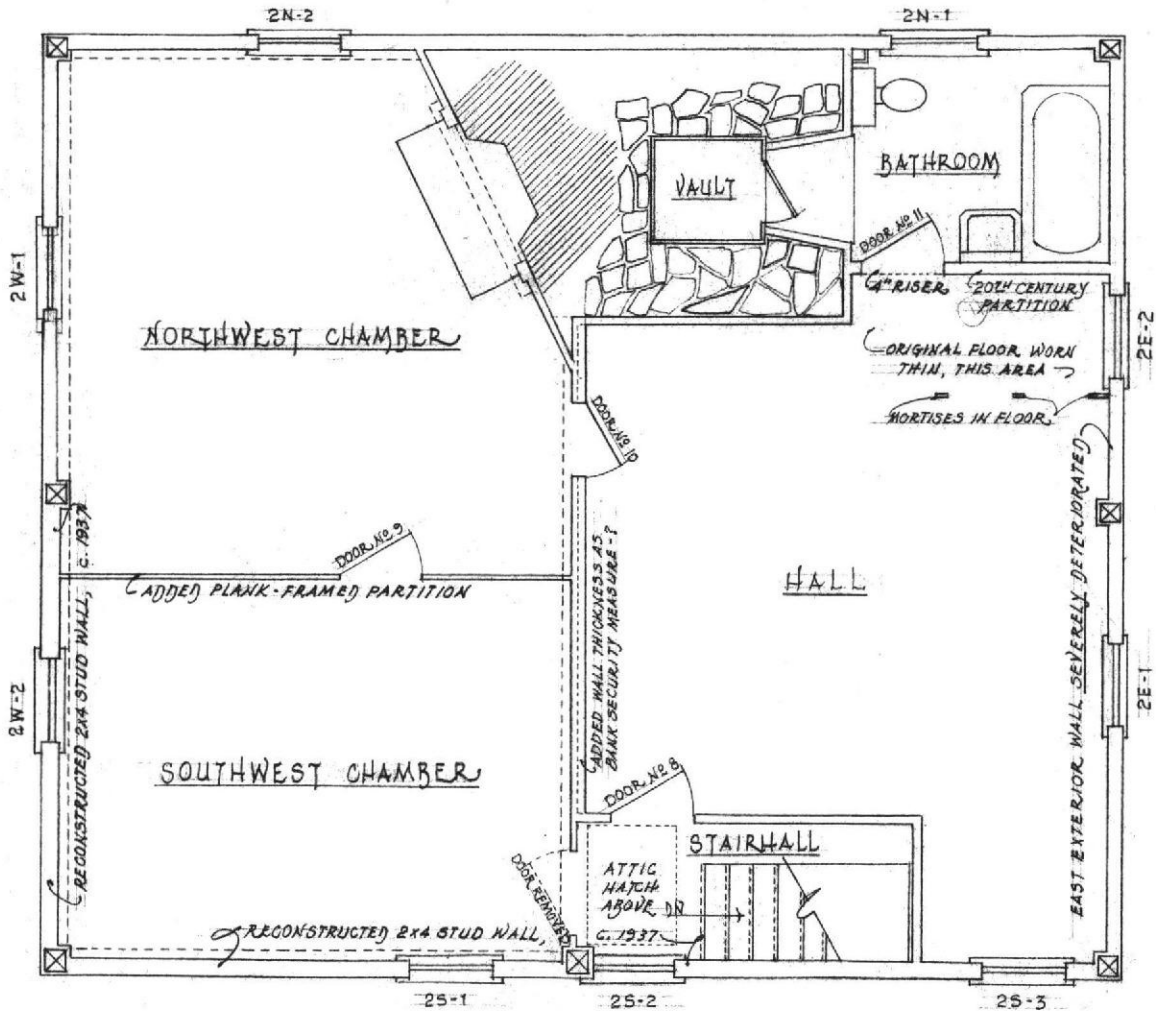 2N-2
2N-1
BATHROOM
VAULT
DOOR Nº 11
4" RISER
20TH CENTURY
PARTITION
2W-1
2E-2
NORTHWEST CHAMBER
ORIGINAL FLOOR WORN
THIN, THIS AREA
MORTISES IN FLOOR
DOOR Nº 10
EAST EXTERIOR WALL SEVERELY DETERIORATED
DOOR Nº 9
ADDED PLANK-FRAMED PARTITION
HALL
ADDED WALL THICKNESS AS
BANK SECURITY MEASURE-?
RECONSTRUCTED 2X4 STUD WALL, C. 1937
2W-2
2E-1
SOUTHWEST CHAMBER
DOOR Nº 8
STAIRHALL
ATTIC
HATCH
ABOVE DN
C. 1937
DOOR REMOVED
RECONSTRUCTED 2X4 STUD WALL,
2S-1
2S-2
2S-3